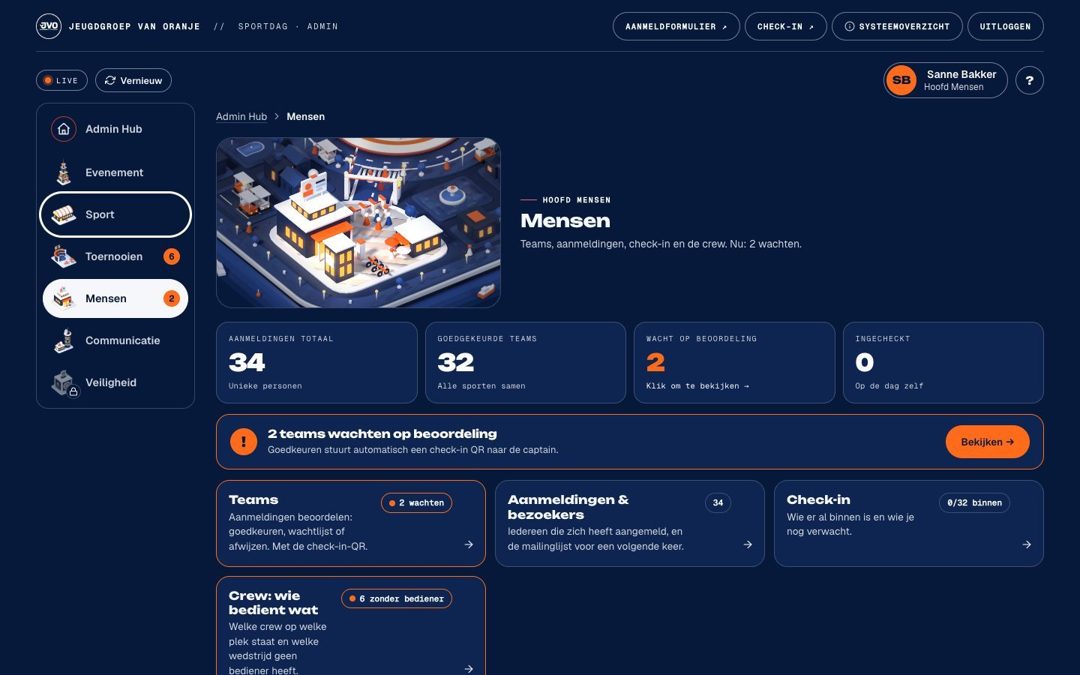 JVO JEUGDGROEP VAN ORANJE // SPORTDAG · ADMIN
AANMELDFORMULIER ↗
CHECK-IN ↗
SYSTEEMOVERZICHT
UITLOGGEN
LIVE
Vernieuw
SB
Sanne Bakker
Hoofd Mensen
?
Admin Hub
Evenement
Sport
Toernooien 6
Mensen 2
Communicatie
Veiligheid
Admin Hub > Mensen
HOOFD MENSEN
Mensen
Teams, aanmeldingen, check-in en de crew. Nu: 2 wachten.
AANMELDINGEN TOTAAL
34
Unieke personen
GOEDGEKEURDE TEAMS
32
Alle sporten samen
WACHT OP BEOORDELING
2
Klik om te bekijken →
INGECHECKT
0
Op de dag zelf
!
2 teams wachten op beoordeling
Goedkeuren stuurt automatisch een check-in QR naar de captain.
Bekijken →
Teams
2 wachten
Aanmeldingen beoordelen:
goedkeuren, wachtlijst of
afwijzen. Met de check-in-QR.
→
Aanmeldingen &
bezoekers
34
Iedereen die zich heeft aangemeld, en
de mailinglijst voor een volgende keer.
→
Check-in
0/32 binnen
Wie er al binnen is en wie je
nog verwacht.
→
Crew: wie
bedient wat
6 zonder bediener
Welke crew op welke
plek staat en welke
wedstrijd geen
bediener heeft.
→